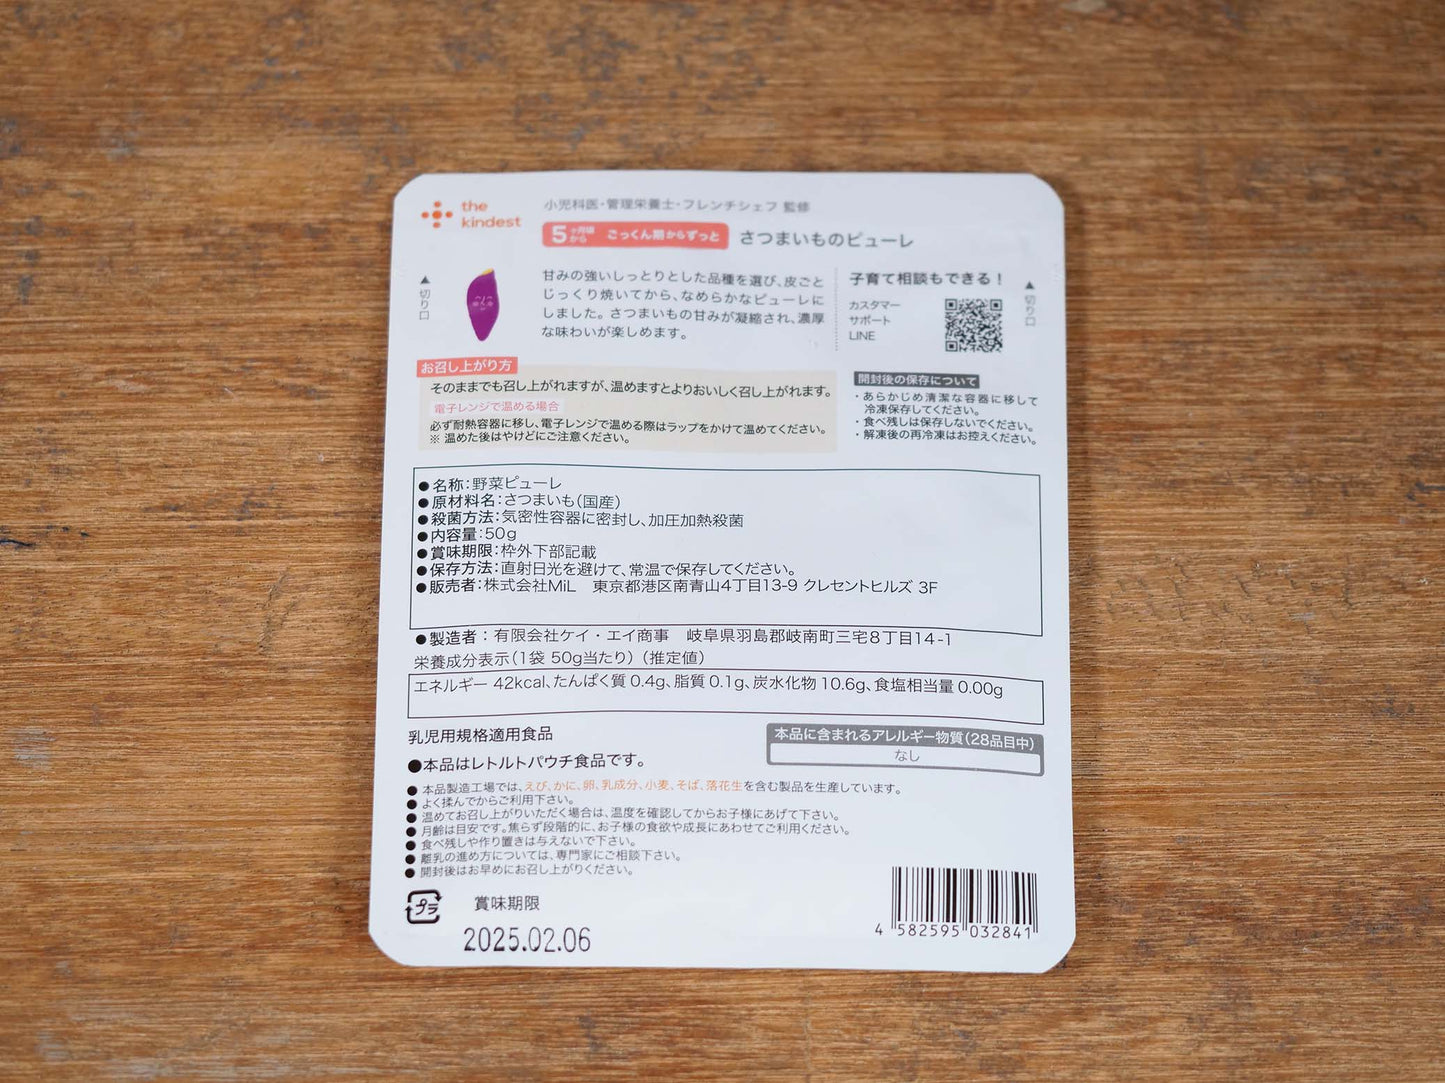 the
kindest
小児科医・管理栄養士・フレンチシェフ 監修
5ヶ月頃から ごっくん期からずっと さつまいものピューレ
▲切り口
甘みの強いしっとりとした品種を選び、皮ごと
じっくり焼いてから、なめらかなピューレに
しました。さつまいもの甘みが凝縮され、濃厚
な味わいが楽しめます。
子育て相談もできる！
カスタマー
サポート
LINE
▲切り口
お召し上がり方
そのままでも召し上がれますが、温めますとよりおいしく召し上がれます。
電子レンジで温める場合
必ず耐熱容器に移し、電子レンジで温める際はラップをかけて温めてください。
※ 温めた後はやけどにご注意ください。
開封後の保存について
・あらかじめ清潔な容器に移して
冷凍保存してください。
・食べ残しは保存しないでください。
・解凍後の再冷凍はお控えください。
●名称：野菜ピューレ
●原材料名：さつまいも（国産）
●殺菌方法：気密性容器に密封し、加圧加熱殺菌
●内容量：50g
●賞味期限：枠外下部記載
●保存方法：直射日光を避けて、常温で保存してください。
●販売者：株式会社MiL 東京都港区南青山4丁目13-9 クレセントヒルズ 3F
●製造者：有限会社ケイ・エイ商事 岐阜県羽島郡岐南町三宅8丁目14-1
栄養成分表示（1袋 50g当たり）（推定値）
エネルギー 42kcal、たんぱく質 0.4g、脂質 0.1g、炭水化物 10.6g、食塩相当量 0.00g
乳児用規格適用食品
●本品はレトルトパウチ食品です。
本品に含まれるアレルギー物質（28品目中）
なし
● 本品製造工場では、えび、かに、卵、乳成分、小麦、そば、落花生を含む製品を生産しています。
● よく揉んでからご利用下さい。
● 温めてお召し上がりいただく場合は、温度を確認してからお子様にあげて下さい。
● 月齢は目安です。焦らず段階的に、お子様の食欲や成長にあわせてご利用ください。
● 食べ残しや作り置きは与えないで下さい。
● 離乳の進め方については、専門家にご相談下さい。
● 開封後はお早めにお召し上がりください。
プラ
賞味期限
2025.02.06
4 582595 032841